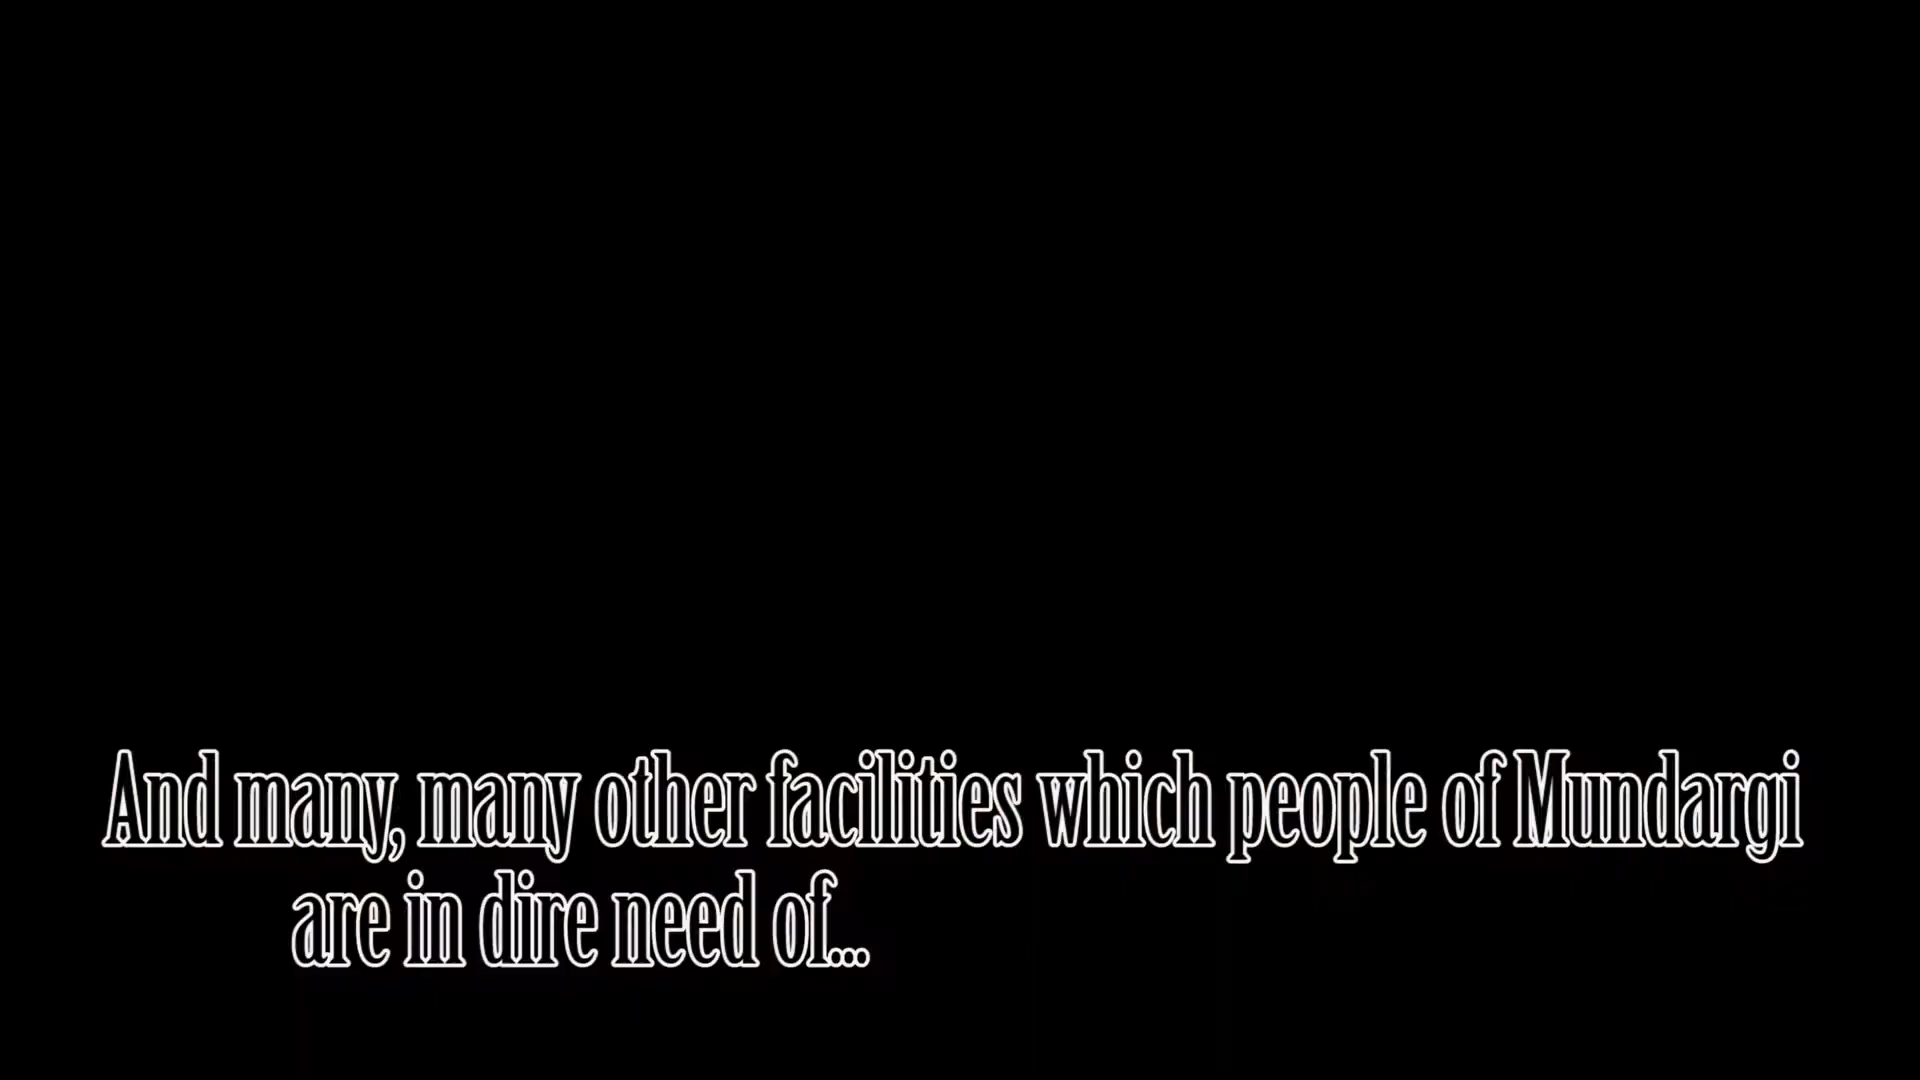 And many, many other facilities which people of Mundargi
are in dire need of...